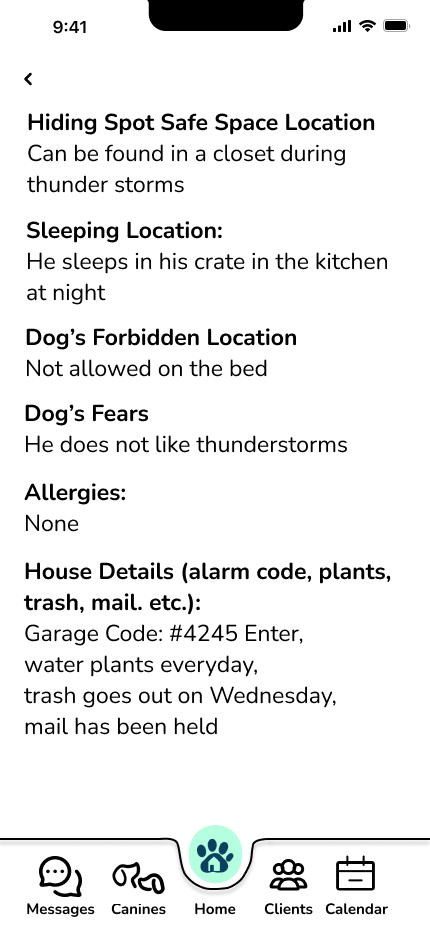 9:41
Hiding Spot Safe Space Location
Can be found in a closet during
thunder storms
Sleeping Location:
He sleeps in his crate in the kitchen
at night
Dog’s Forbidden Location
Not allowed on the bed
Dog’s Fears
He does not like thunderstorms
Allergies:
None
House Details (alarm code, plants,
trash, mail. etc.):
Garage Code: #4245 Enter,
water plants everyday,
trash goes out on Wednesday,
mail has been held
Messages Canines Home Clients Calendar